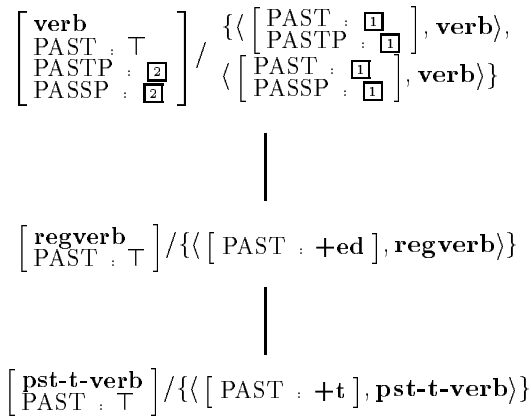 [ verb
PAST : ⊤
PASTP : 2
PASSP : 2 ] / {⟨ [ PAST : 1
PASTP : 1 ], verb⟩,
⟨ [ PAST : 1
PASSP : 1 ], verb⟩}
[ regverb
PAST : ⊤ ] /{⟨ [ PAST : +ed ], regverb⟩}
[ pst-t-verb
PAST : ⊤ ] /{⟨ [ PAST : +t ], pst-t-verb⟩}